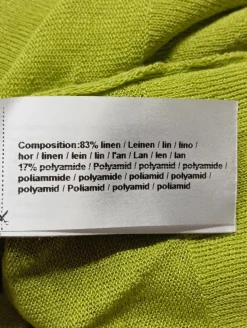 Composition:83% linen / Leinen / lin / lino /
hor / linen / lein / lin / l'an / Lan / len / lan
17% polyamide / Polyamid / polyamid / polyamide /
poliammide / polyamide / poliamid / polyamid /
polyamid / Poliamid / polyamid / poliamid